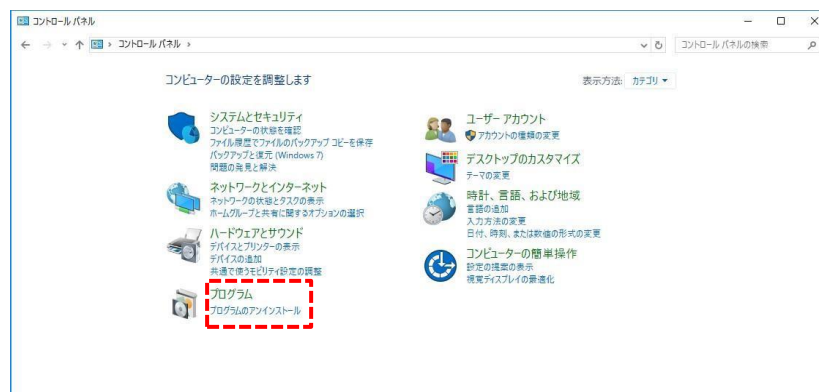 コントロール パネル
コントロール パネル
コントロール パネルの検索
コンピューターの設定を調整します
表示方法: カテゴリ
システムとセキュリティ
コンピューターの状態を確認
ファイル履歴でファイルのバックアップ コピーを保存
バックアップと復元 (Windows 7)
問題の発見と解決
ネットワークとインターネット
ネットワークの状態とタスクの表示
ホームグループと共有に関するオプションの選択
ハードウェアとサウンド
デバイスとプリンターの表示
デバイスの追加
共通で使うモビリティ設定の調整
プログラム
プログラムのアンインストール
ユーザー アカウント
アカウントの種類の変更
デスクトップのカスタマイズ
テーマの変更
時計、言語、および地域
言語の追加
入力方法の変更
日付、時刻、または数値の形式の変更
コンピューターの簡単操作
設定の提案の表示
視覚ディスプレイの最適化